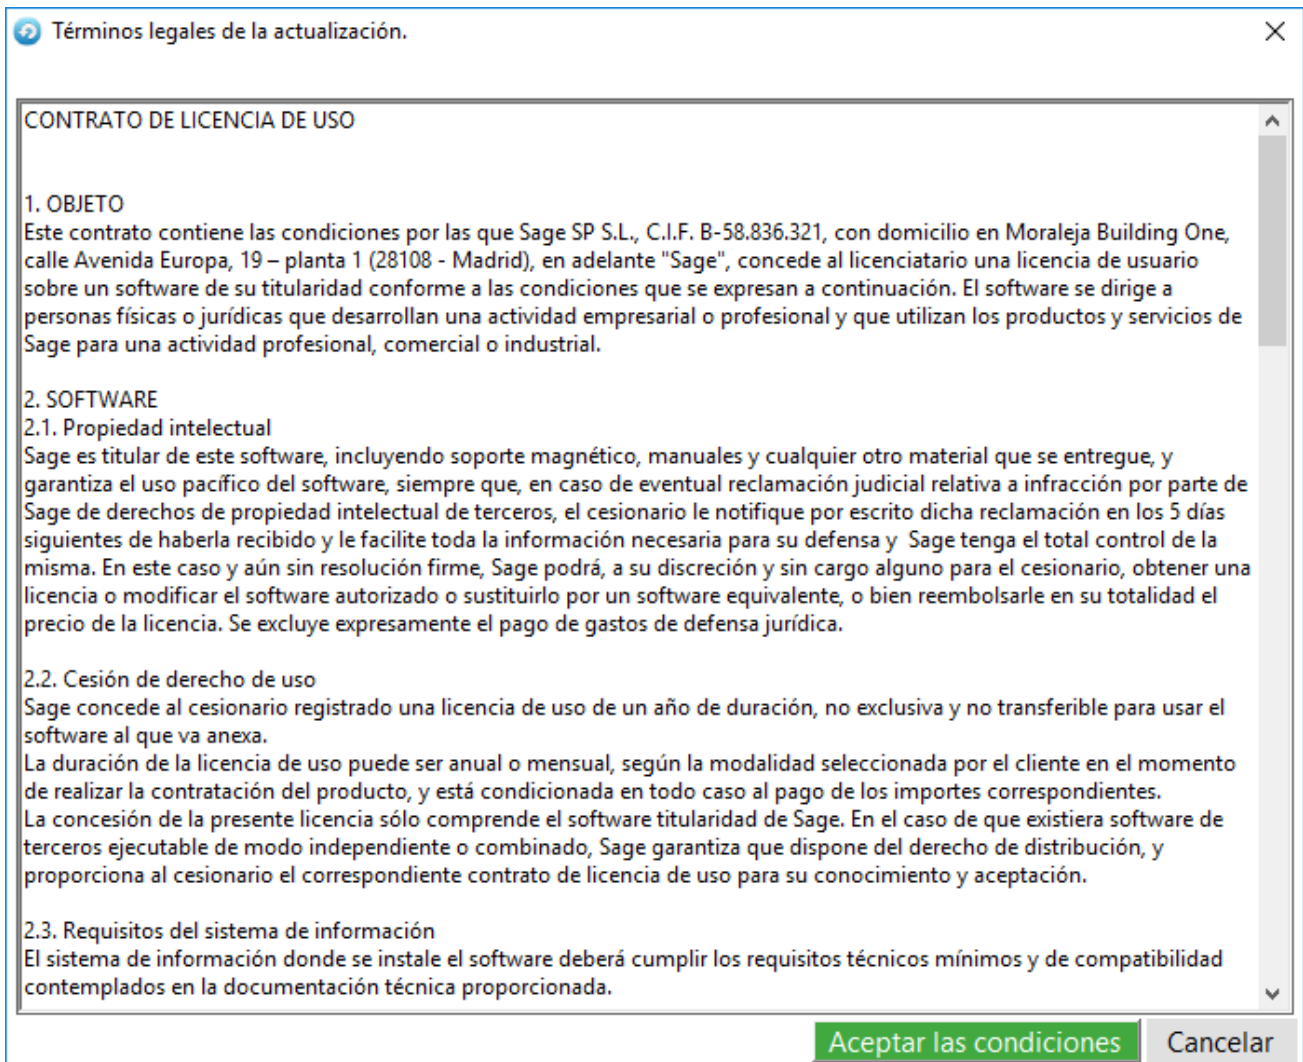 Términos legales de la actualización.
CONTRATO DE LICENCIA DE USO
1. OBJETO
Este contrato contiene las condiciones por las que Sage SP S.L., C.I.F. B-58.836.321, con domicilio en Moraleja Building One,
calle Avenida Europa, 19 – planta 1 (28108 - Madrid), en adelante "Sage", concede al licenciatario una licencia de usuario
sobre un software de su titularidad conforme a las condiciones que se expresan a continuación. El software se dirige a
personas físicas o jurídicas que desarrollan una actividad empresarial o profesional y que utilizan los productos y servicios de
Sage para una actividad profesional, comercial o industrial.
2. SOFTWARE
2.1. Propiedad intelectual
Sage es titular de este software, incluyendo soporte magnético, manuales y cualquier otro material que se entregue, y
garantiza el uso pacífico del software, siempre que, en caso de eventual reclamación judicial relativa a infracción por parte de
Sage de derechos de propiedad intelectual de terceros, el cesionario le notifique por escrito dicha reclamación en los 5 días
siguientes de haberla recibido y le facilite toda la información necesaria para su defensa y  Sage tenga el total control de la
misma. En este caso y aún sin resolución firme, Sage podrá, a su discreción y sin cargo alguno para el cesionario, obtener una
licencia o modificar el software autorizado o sustituirlo por un software equivalente, o bien reembolsarle en su totalidad el
precio de la licencia. Se excluye expresamente el pago de gastos de defensa jurídica.
2.2. Cesión de derecho de uso
Sage concede al cesionario registrado una licencia de uso de un año de duración, no exclusiva y no transferible para usar el
software al que va anexa.
La duración de la licencia de uso puede ser anual o mensual, según la modalidad seleccionada por el cliente en el momento
de realizar la contratación del producto, y está condicionada en todo caso al pago de los importes correspondientes.
La concesión de la presente licencia sólo comprende el software titularidad de Sage. En el caso de que existiera software de
terceros ejecutable de modo independiente o combinado, Sage garantiza que dispone del derecho de distribución, y
proporciona al cesionario el correspondiente contrato de licencia de uso para su conocimiento y aceptación.
2.3. Requisitos del sistema de información
El sistema de información donde se instale el software deberá cumplir los requisitos técnicos mínimos y de compatibilidad
contemplados en la documentación técnica proporcionada.
Aceptar las condiciones
Cancelar